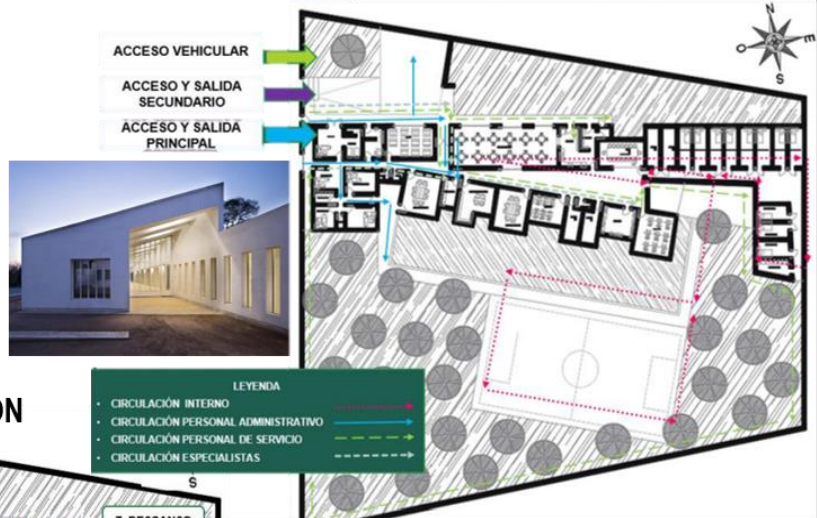 ACCESO VEHICULAR
ACCESO Y SALIDA
SECUNDARIO
ACCESO Y SALIDA
PRINCIPAL
N
E
O
S
LEYENDA
• CIRCULACIÓN INTERNO
• CIRCULACIÓN PERSONAL ADMINISTRATIVO
• CIRCULACIÓN PERSONAL DE SERVICIO
• CIRCULACIÓN ESPECIALISTAS
ON
S